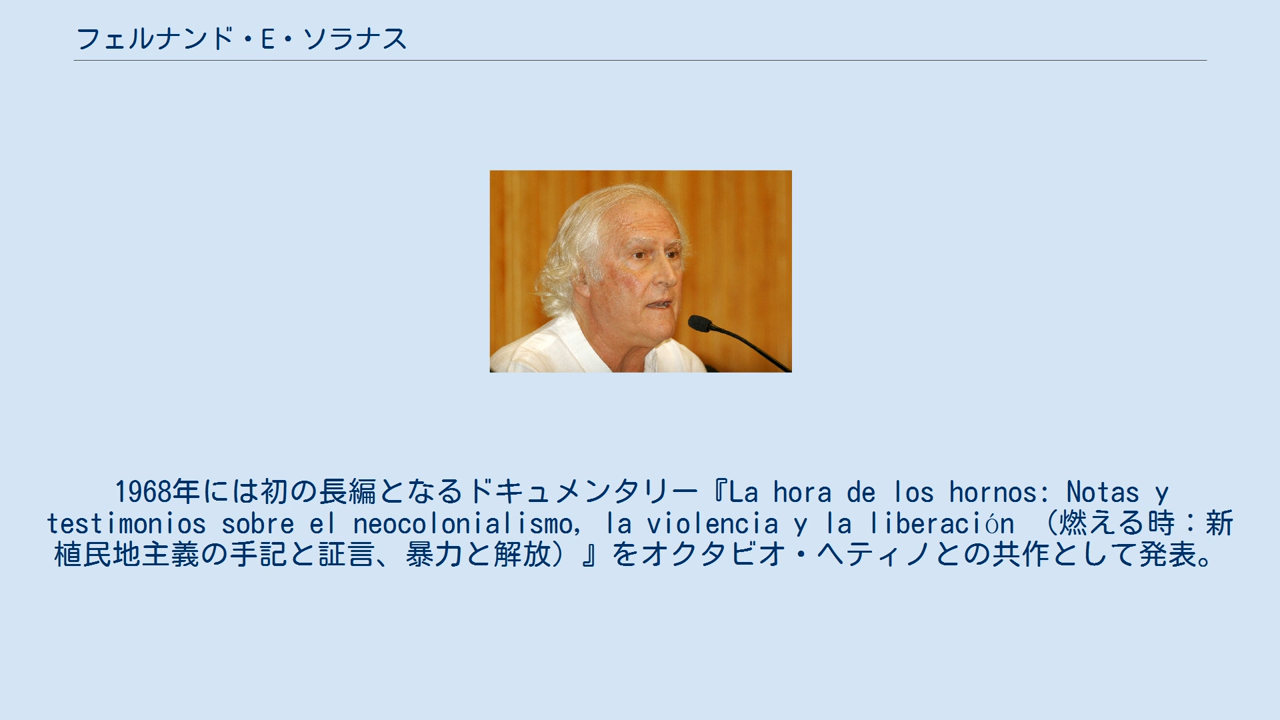 フェルナンド・E・ソラナス
1968年には初の長編となるドキュメンタリー『La hora de los hornos: Notas y
testimonios sobre el neocolonialismo, la violencia y la liberación （燃える時：新
植民地主義の手記と証言、暴力と解放）』をオクタビオ・ヘティノとの共作として発表。